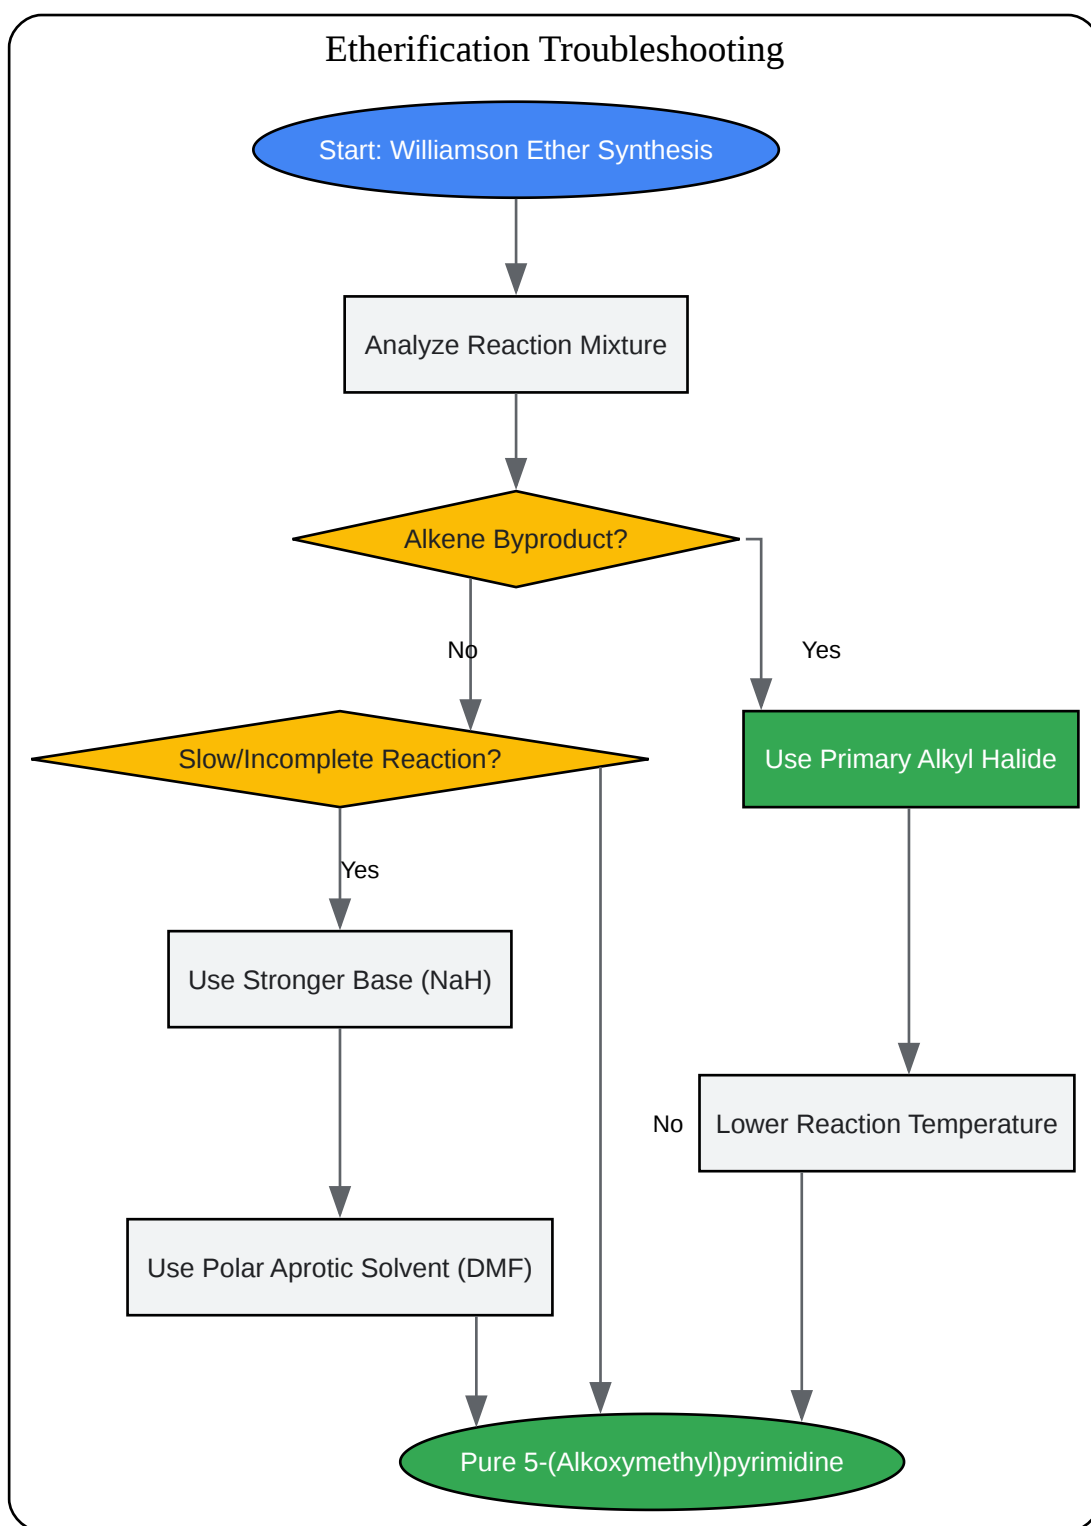 Etherification Troubleshooting
Start: Williamson Ether Synthesis
Analyze Reaction Mixture
Alkene Byproduct?
No
Yes
Slow/Incomplete Reaction?
Use Primary Alkyl Halide
Yes
Use Stronger Base (NaH)
No
Lower Reaction Temperature
Use Polar Aprotic Solvent (DMF)
Pure 5-(Alkoxymethyl)pyrimidine